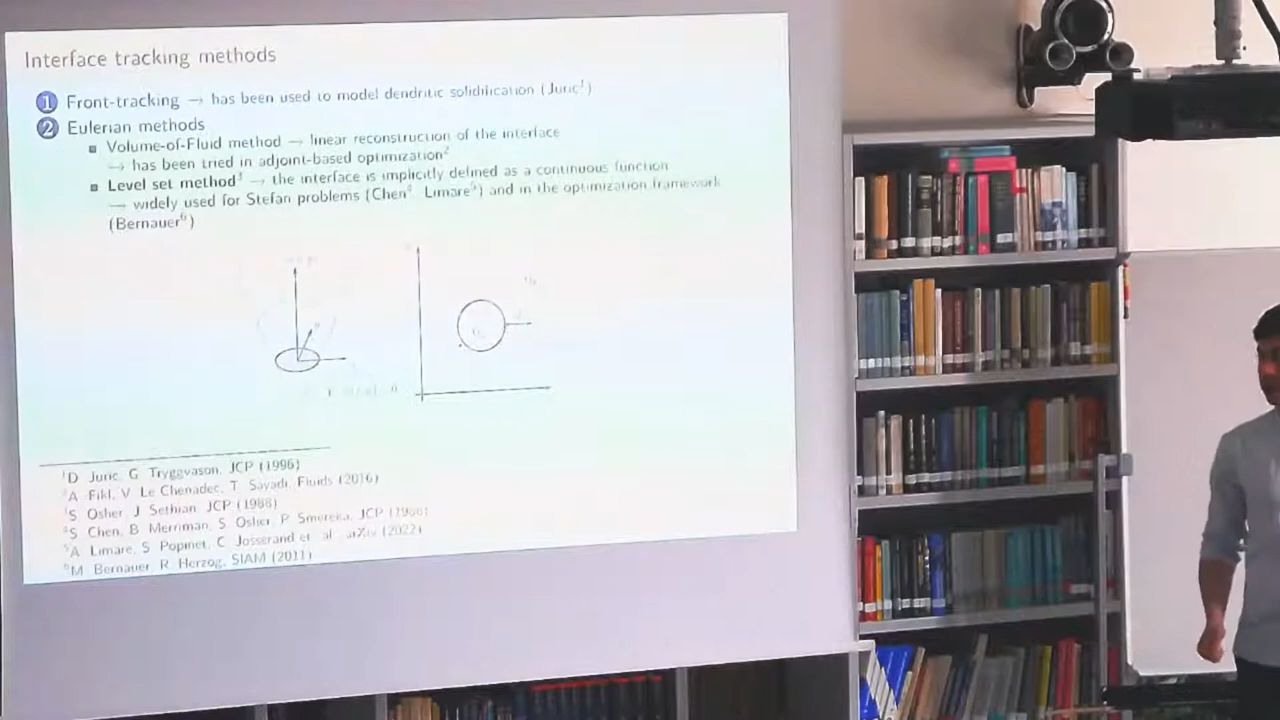 Interface tracking methods
1 Front-tracking → has been used to model dendritic solidification (Juric¹)
2 Eulerian methods
Volume-of-Fluid method → linear reconstruction of the interface
→ has been tried in adjoint-based optimization²
Level set method³ → the interface is implicitly defined as a continuous function
→ widely used for Stefan problems (Chen⁴ Limare⁵) and in the optimization framework
(Bernauer⁶)
¹D Juric, G Tryggvason, JCP (1996)
²A Fikl, V Le Chenadec, T Sayadi, Fluids (2016)
³S Osher, J Sethian, JCP (1988)
⁴S Chen, B Merriman, S Osher, P Smereka, JCP
⁵A Limare, S Popinet, C Josserand et al arXiv (2022)
⁶M Bernauer, R Herzog, SIAM (2011)